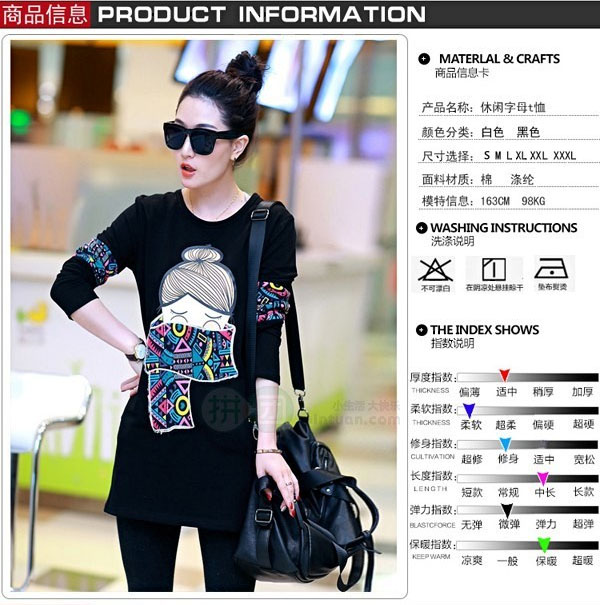 商品信息 PRODUCT INFORMATION
MATERLAL & CRAFTS
商品信息卡
产品名称: 休闲字母t恤
颜色分类: 白色 黑色
尺寸选择: S M L XL XXL XXXL
面料材质: 棉 涤纶
模特信息: 163CM 98KG
WASHING INSTRUCTIONS
洗涤说明
不可漂白 在阴凉处悬挂晾干 垫布熨烫
THE INDEX SHOWS
指数说明
厚度指数:
THICKNESS 偏薄 适中 稍厚 加厚
柔软指数:
THICKNESS 柔软 超柔 偏硬 超硬
修身指数:
CULTIVATION 超修 修身 适中 宽松
长度指数:
LENGTH 短款 常规 中长 长款
弹力指数:
BLASTCFORCE 无弹 微弹 弹力 超弹
保暖指数:
KEEP WARM 凉爽 一般 保暖 超暖
拼
大快乐